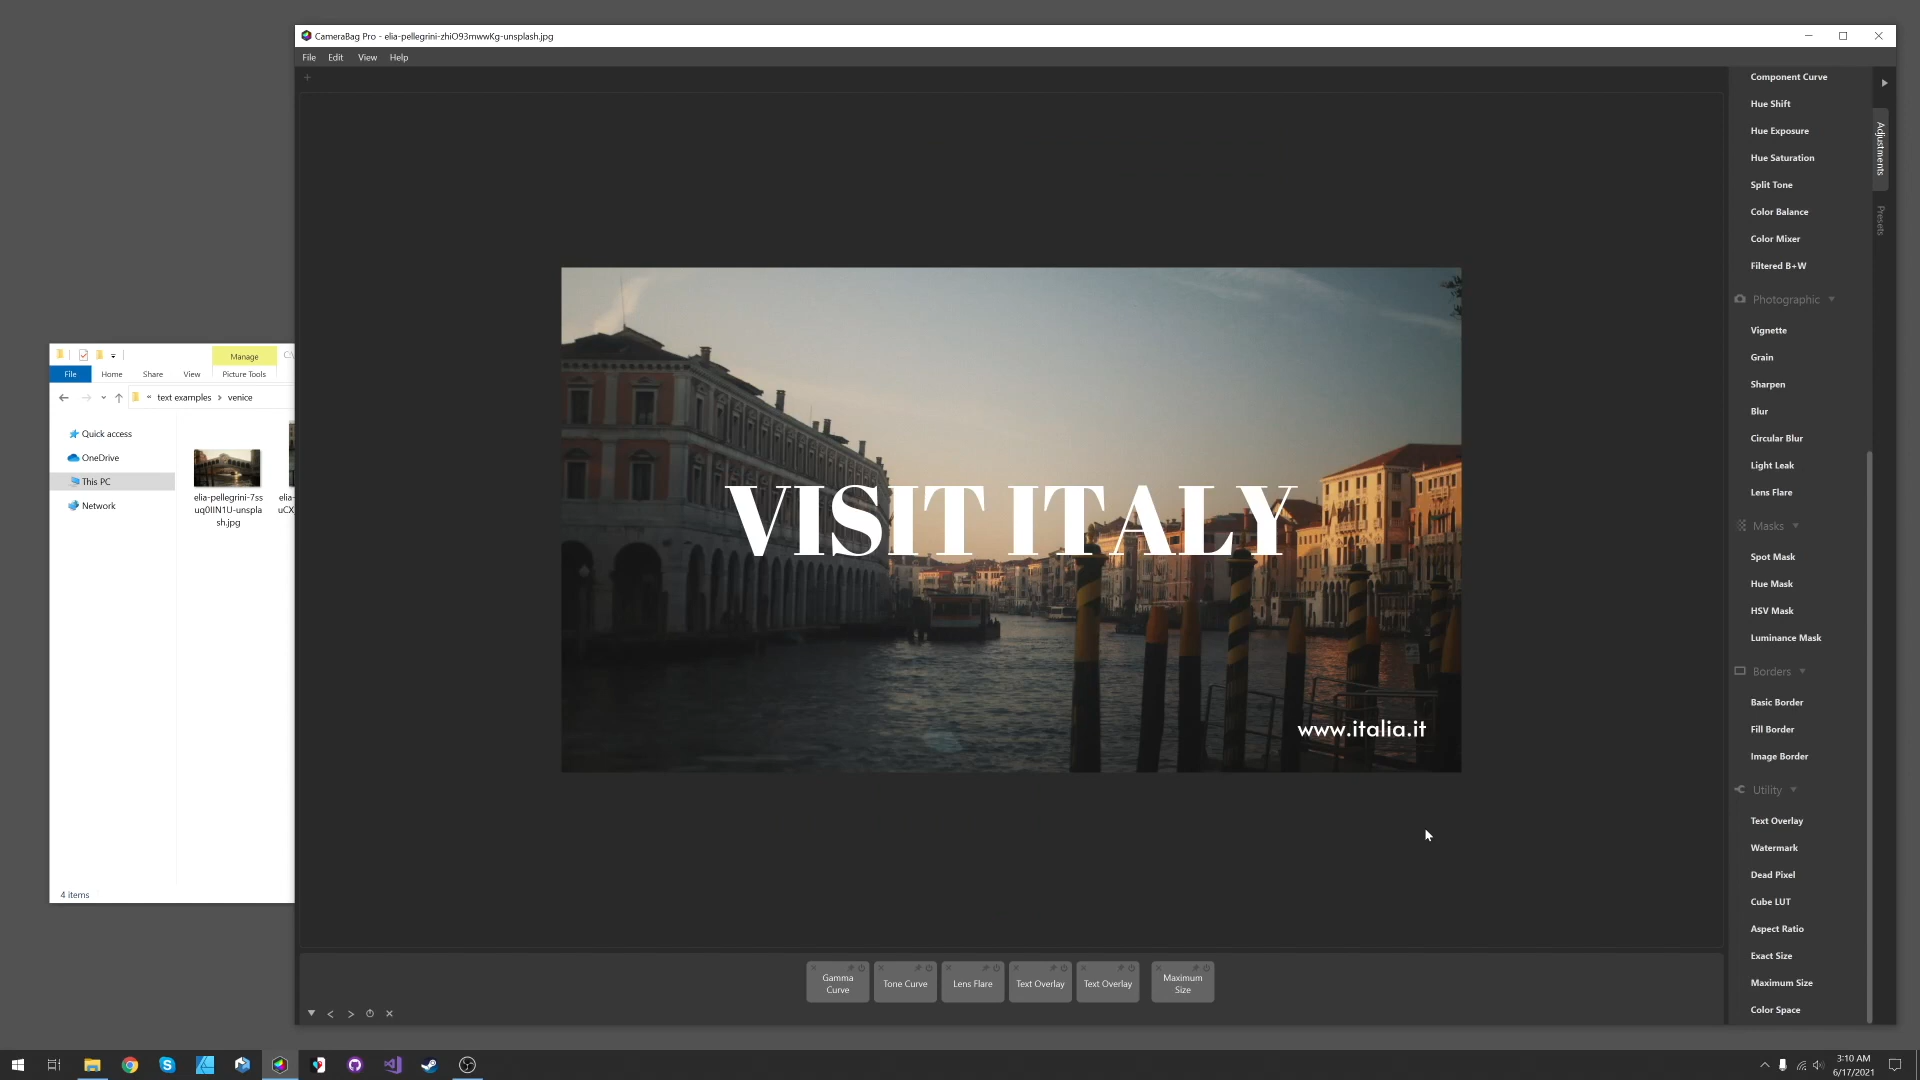 CameraBag Pro - elia-pellegrini-zhiO93mwwKg-unsplash.jpg
File Edit View Help
Component Curve
Hue Shift
Hue Exposure
Hue Saturation
Split Tone
Color Balance
Color Mixer
Filtered B+W
Photographic
Vignette
Grain
Sharpen
Blur
Circular Blur
Light Leak
Lens Flare
Masks
Spot Mask
Hue Mask
HSV Mask
Luminance Mask
Borders
Basic Border
Fill Border
Image Border
Utility
Text Overlay
Watermark
Dead Pixel
Cube LUT
Aspect Ratio
Exact Size
Maximum Size
Color Space
Adjustments
Presets
VISIT ITALY
www.italia.it
Manage
File Home Share View Picture Tools
« text examples > venice
Quick access
OneDrive
This PC
Network
elia-pellegrini-7ss
uq0IIN1U-unspla
sh.jpg
elia-
uCX
4 items
Gamma
Curve
Tone Curve
Lens Flare
Text Overlay
Text Overlay
Maximum
Size
3:10 AM
6/17/2021